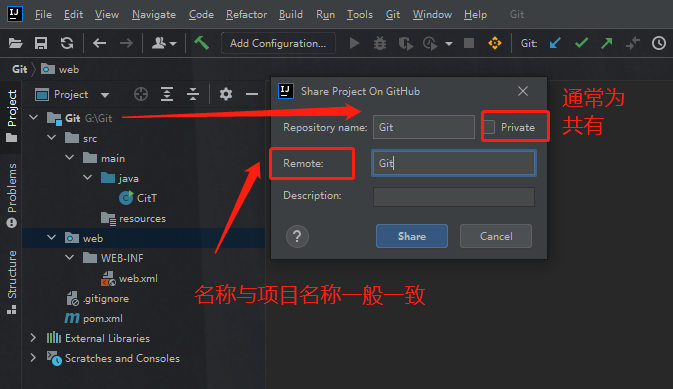 IJ File Edit View Navigate Code Refactor Build Run Tools Git Window Help Git
Add Configuration... Git:
Git web
Project
Problems
Structure
Project
Git G:\Git
src
main
java
CitT
resources
web
WEB-INF
web.xml
.gitignore
pom.xml
External Libraries
Scratches and Consoles
IJ Share Project On GitHub
Repository name: Git Private
Remote: Git
Description:
? Share Cancel
通常为
共有
名称与项目名称一般一致